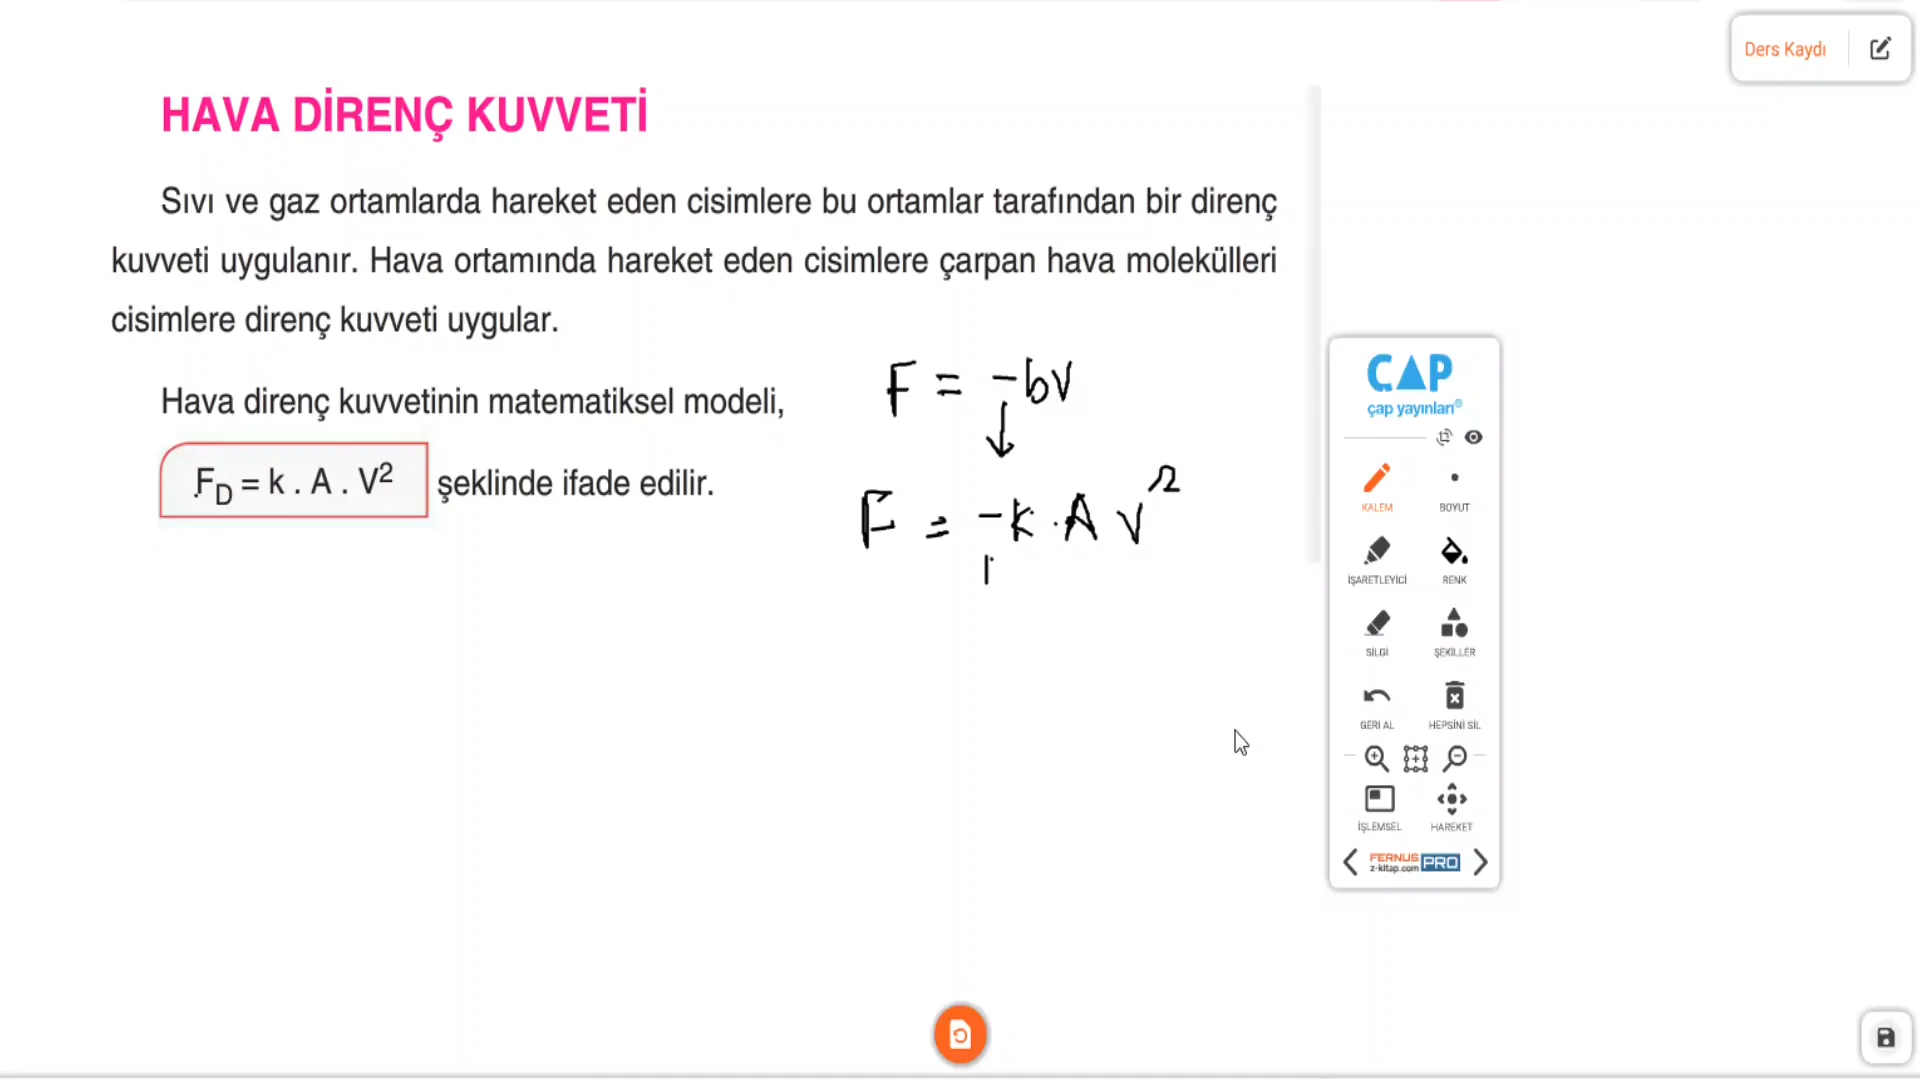 Ders Kaydı
HAVA DİRENÇ KUVVETİ
Sıvı ve gaz ortamlarda hareket eden cisimlere bu ortamlar tarafından bir direnç
kuvveti uygulanır. Hava ortamında hareket eden cisimlere çarpan hava molekülleri
cisimlere direnç kuvveti uygular.
Hava direnç kuvvetinin matematiksel modeli,
F_D = k . A . V² şeklinde ifade edilir.
F = -bv
↓
F = -k . A v²
ÇAP
çap yayınları®
KALEM BOYUT
İŞARETLEYİCİ RENK
SİLGİ ŞEKİLLER
GERİ AL HEPSİNİ SİL
İŞLEMSEL HAREKET
FERNUS PRO
z-kitap.com